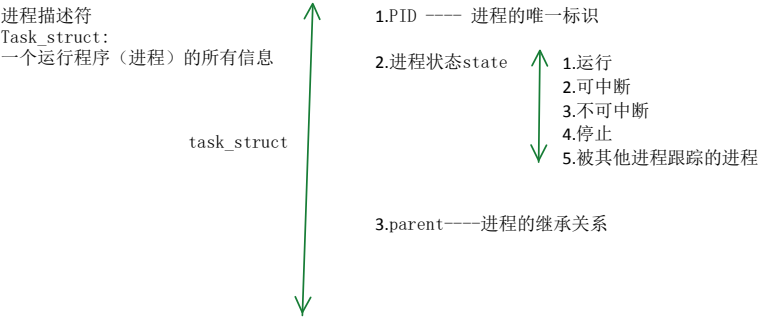 进程描述符
Task_struct:
一个运行程序（进程）的所有信息
task_struct
1.PID ---- 进程的唯一标识
2.进程状态state
1.运行
2.可中断
3.不可中断
4.停止
5.被其他进程跟踪的进程
3.parent----进程的继承关系